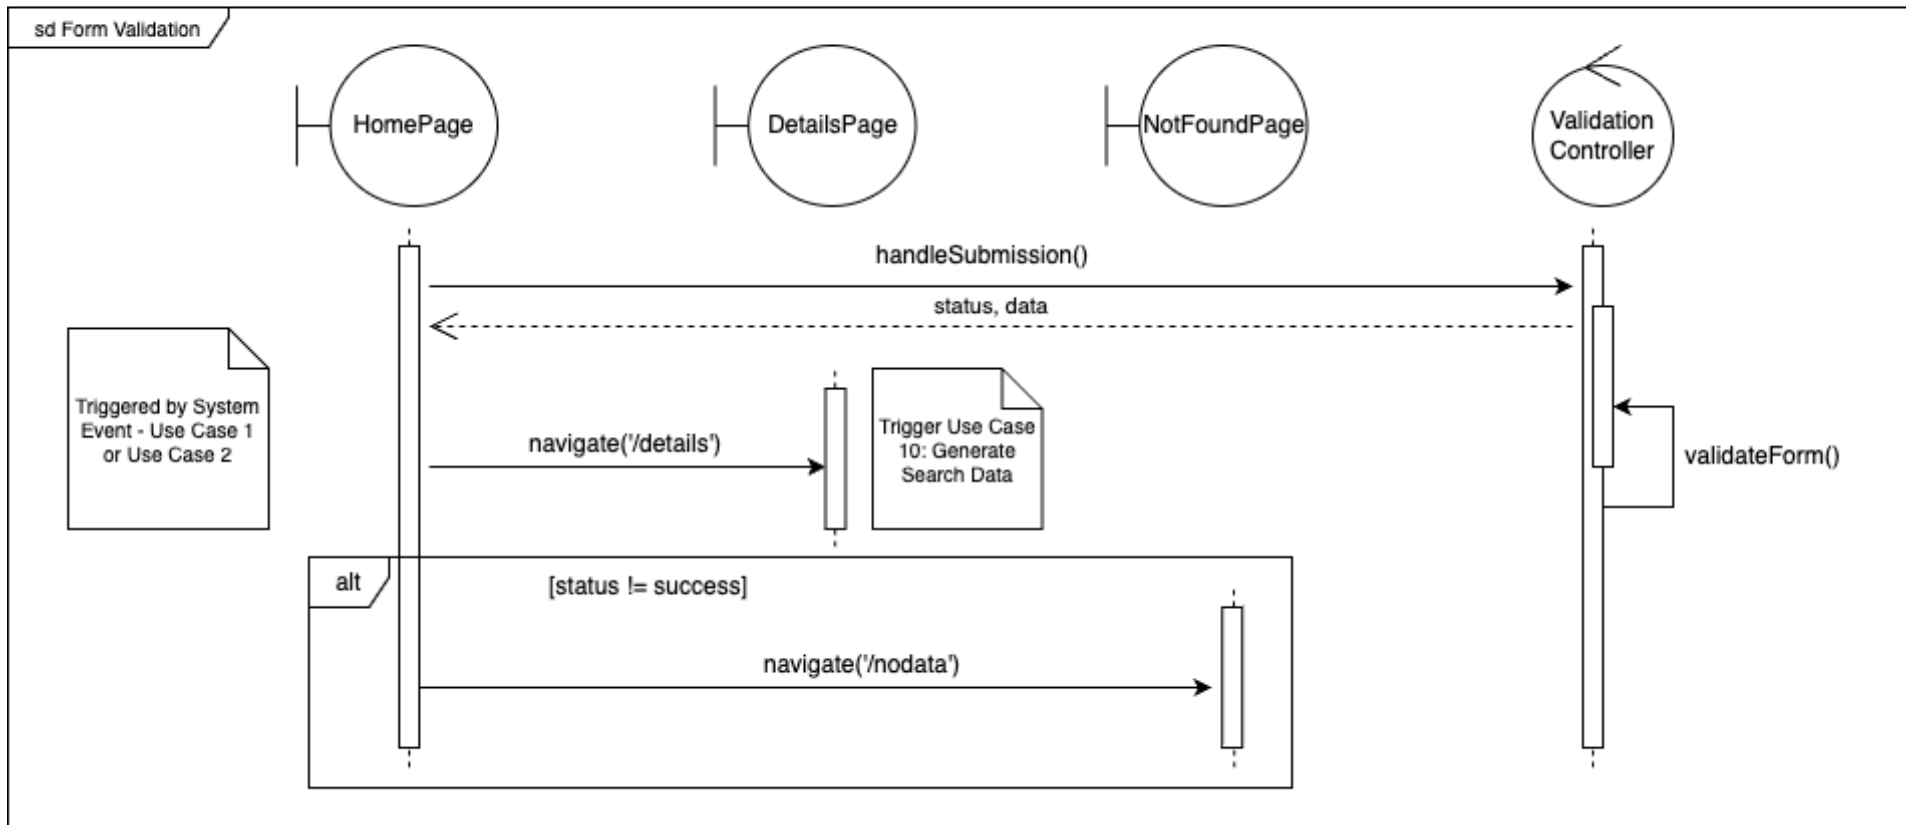 sd Form Validation
HomePage
DetailsPage
NotFoundPage
Validation
Controller
handleSubmission()
status, data
Triggered by System
Event - Use Case 1
or Use Case 2
navigate('/details')
Trigger Use Case
10: Generate
Search Data
validateForm()
alt
[status != success]
navigate('/nodata')